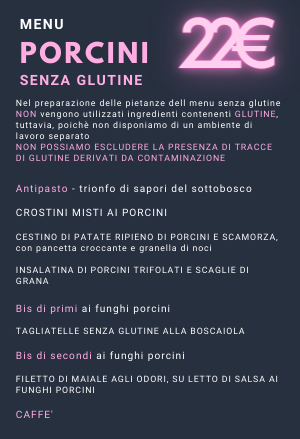 MENU
22€
PORCINI
SENZA GLUTINE
Nel preparazione delle pietanze dell menu senza glutine
NON vengono utilizzati ingredienti contenenti GLUTINE,
tuttavia, poichè non disponiamo di un ambiente di
lavoro separato
NON POSSIAMO ESCLUDERE LA PRESENZA DI TRACCE
DI GLUTINE DERIVATI DA CONTAMINAZIONE
Antipasto - trionfo di sapori del sottobosco
CROSTINI MISTI AI PORCINI
CESTINO DI PATATE RIPIENO DI PORCINI E SCAMORZA,
con pancetta croccante e granella di noci
INSALATINA DI PORCINI TRIFOLATI E SCAGLIE DI
GRANA
Bis di primi ai funghi porcini
TAGLIATELLE SENZA GLUTINE ALLA BOSCAIOLA
Bis di secondi ai funghi porcini
FILETTO DI MAIALE AGLI ODORI, SU LETTO DI SALSA AI
FUNGHI PORCINI
CAFFE'